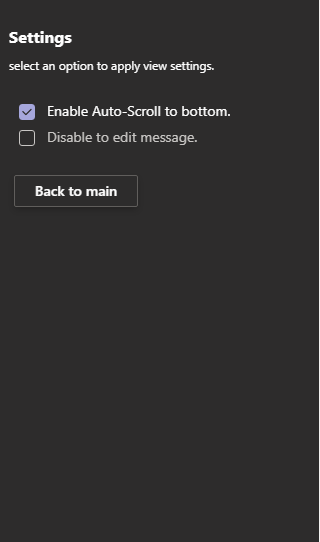 Settings
select an option to apply view settings.
Enable Auto-Scroll to bottom.
Disable to edit message.
Back to main